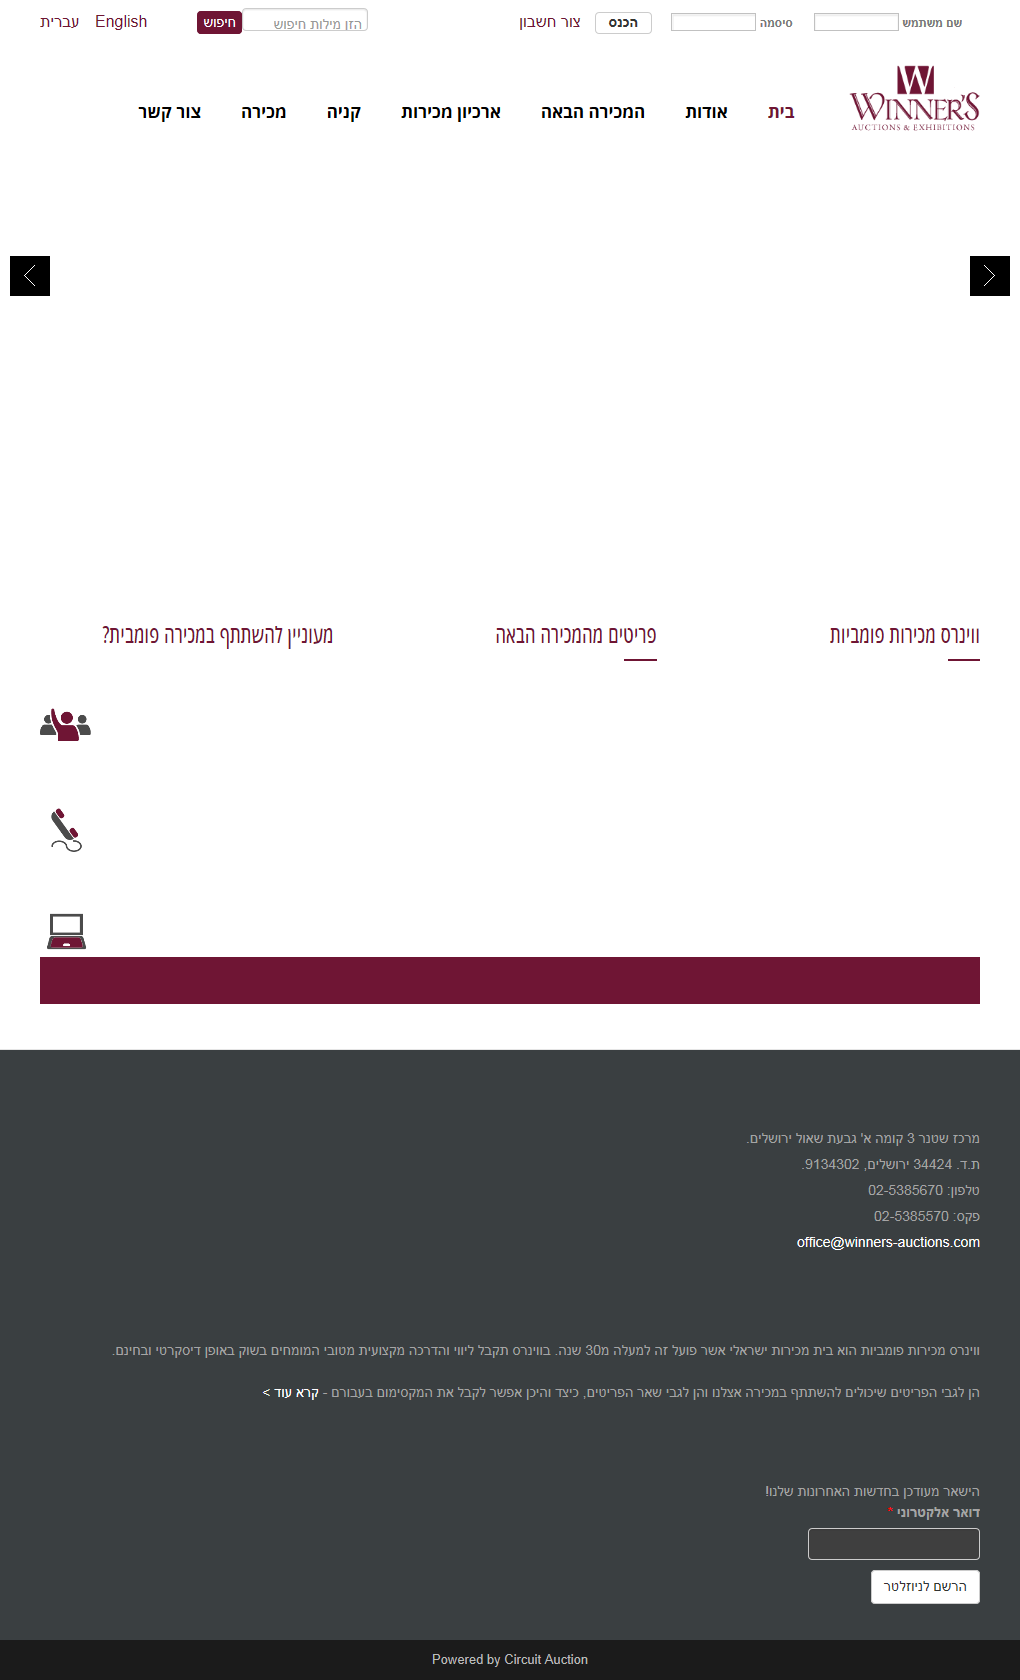 שם משתמש סיסמה הכנס צור חשבון הזן מילות חיפוש חיפוש English עברית
WINNER'S
AUCTIONS & EXHIBITIONS
בית אודות המכירה הבאה ארכיון מכירות קניה מכירה צור קשר
ווינרס מכירות פומביות
פריטים מהמכירה הבאה
מעוניין להשתתף במכירה פומבית?
מרכז שטנר 3 קומה א' גבעת שאול ירושלים.
ת.ד. 34424 ירושלים, 9134302.
טלפון: 02-5385670
פקס: 02-5385570
office@winners-auctions.com
ווינרס מכירות פומביות הוא בית מכירות ישראלי אשר פועל זה למעלה מ30 שנה. בווינרס תקבל ליווי והדרכה מקצועית מטובי המומחים בשוק באופן דיסקרטי ובחינם.
הן לגבי הפריטים שיכולים להשתתף במכירה אצלנו והן לגבי שאר הפריטים, כיצד והיכן אפשר לקבל את המקסימום בעבורם - קרא עוד >
הישאר מעודכן בחדשות האחרונות שלנו!
דואר אלקטרוני *
הרשם לניוזלטר
Powered by Circuit Auction